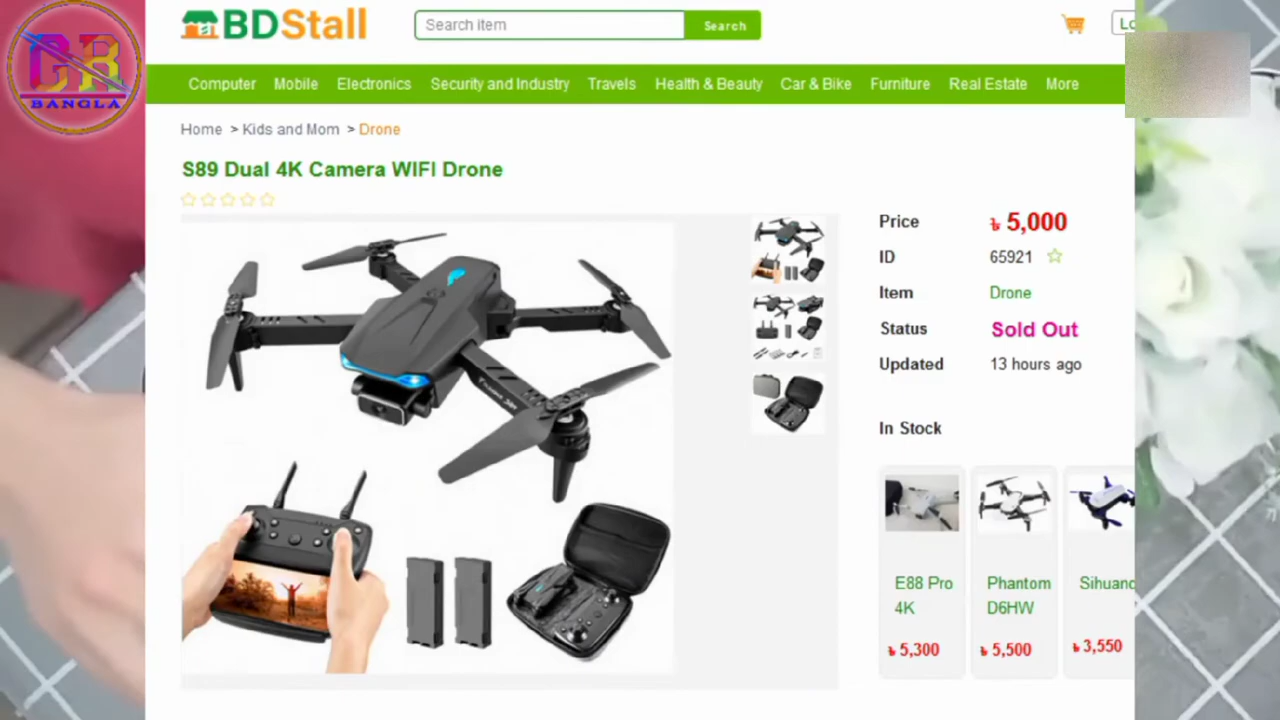 CR
BANGLA
BDStall
Search item
Search
Computer Mobile Electronics Security and Industry Travels Health & Beauty Car & Bike Furniture Real Estate More
Home > Kids and Mom > Drone
S89 Dual 4K Camera WIFI Drone
Price ৳ 5,000
ID 65921
Item Drone
Status Sold Out
Updated 13 hours ago
In Stock
E88 Pro 4K
৳ 5,300
Phantom D6HW
৳ 5,500
Sihuand
৳ 3,550